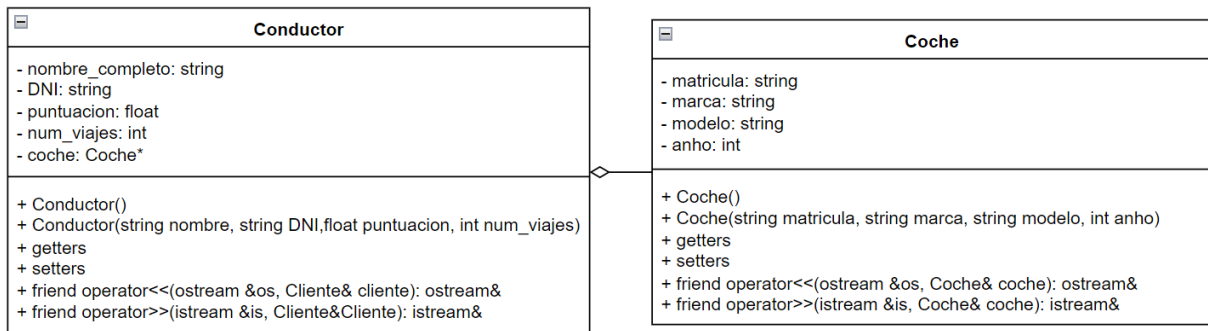 Conductor
- nombre_completo: string
- DNI: string
- puntuacion: float
- num_viajes: int
- coche: Coche*
+ Conductor()
+ Conductor(string nombre, string DNI,float puntuacion, int num_viajes)
+ getters
+ setters
+ friend operator<<(ostream &os, Cliente& cliente): ostream&
+ friend operator>>(istream &is, Cliente&Cliente): istream&
Coche
- matricula: string
- marca: string
- modelo: string
- anho: int
+ Coche()
+ Coche(string matricula, string marca, string modelo, int anho)
+ getters
+ setters
+ friend operator<<(ostream &os, Coche& coche): ostream&
+ friend operator>>(istream &is, Coche& coche): istream&